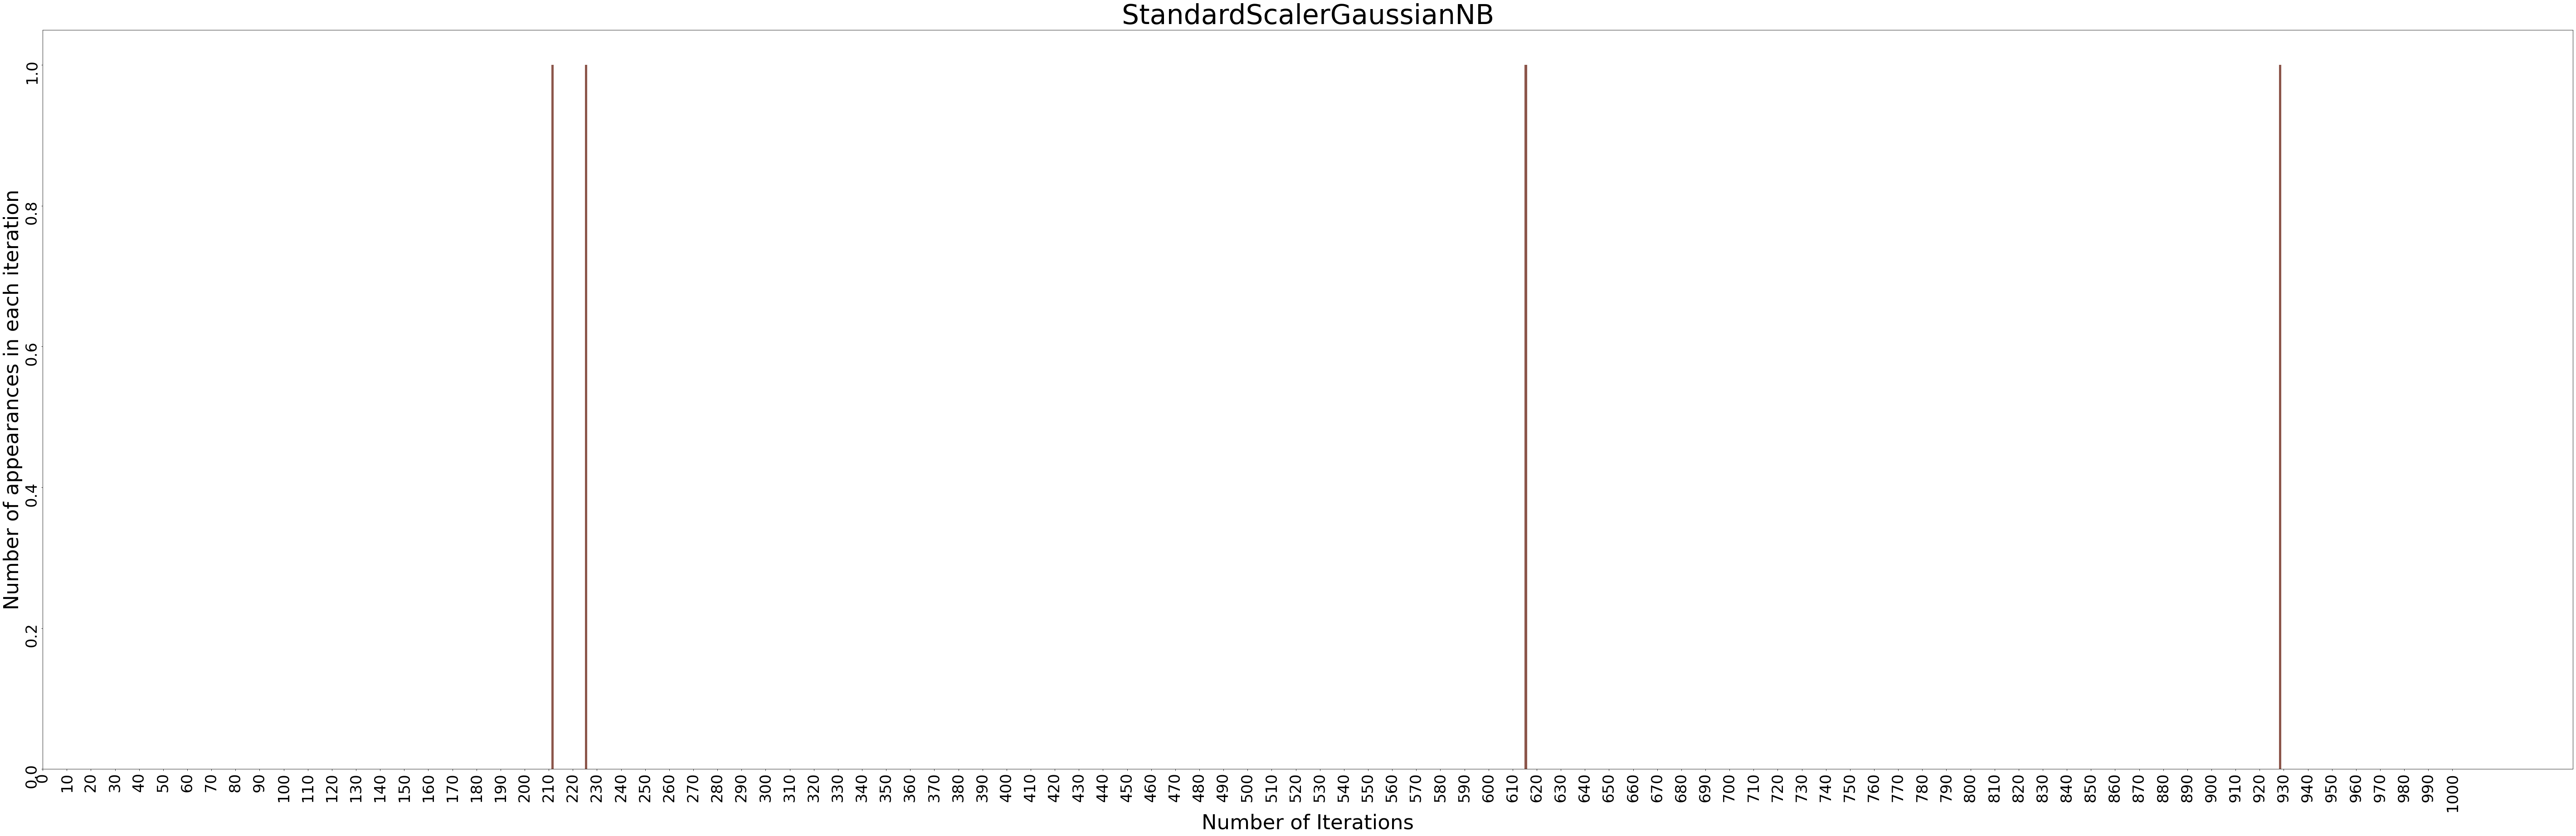 StandardScalerGaussianNB
Number of appearances in each iteration
1.0
0.8
0.6
0.4
0.2
0.0
0 10 20 30 40 50 60 70 80 90 100 110 120 130 140 150 160 170 180 190 200 210 220 230 240 250 260 270 280 290 300 310 320 330 340 350 360 370 380 390 400 410 420 430 440 450 460 470 480 490 500 510 520 530 540 550 560 570 580 590 600 610 620 630 640 650 660 670 680 690 700 710 720 730 740 750 760 770 780 790 800 810 820 830 840 850 860 870 880 890 900 910 920 930 940 950 960 970 980 990 1000
Number of Iterations